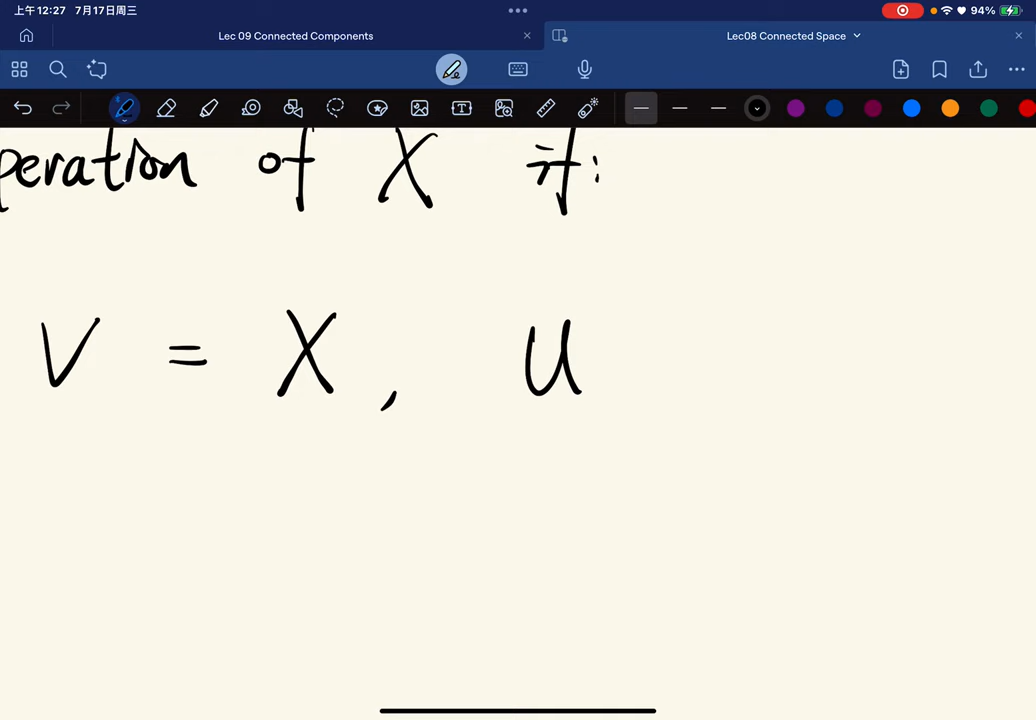 上午12:27 7月17日周三
94%
Lec 09 Connected Components
Lec08 Connected Space
peration of X if:
V = X, U